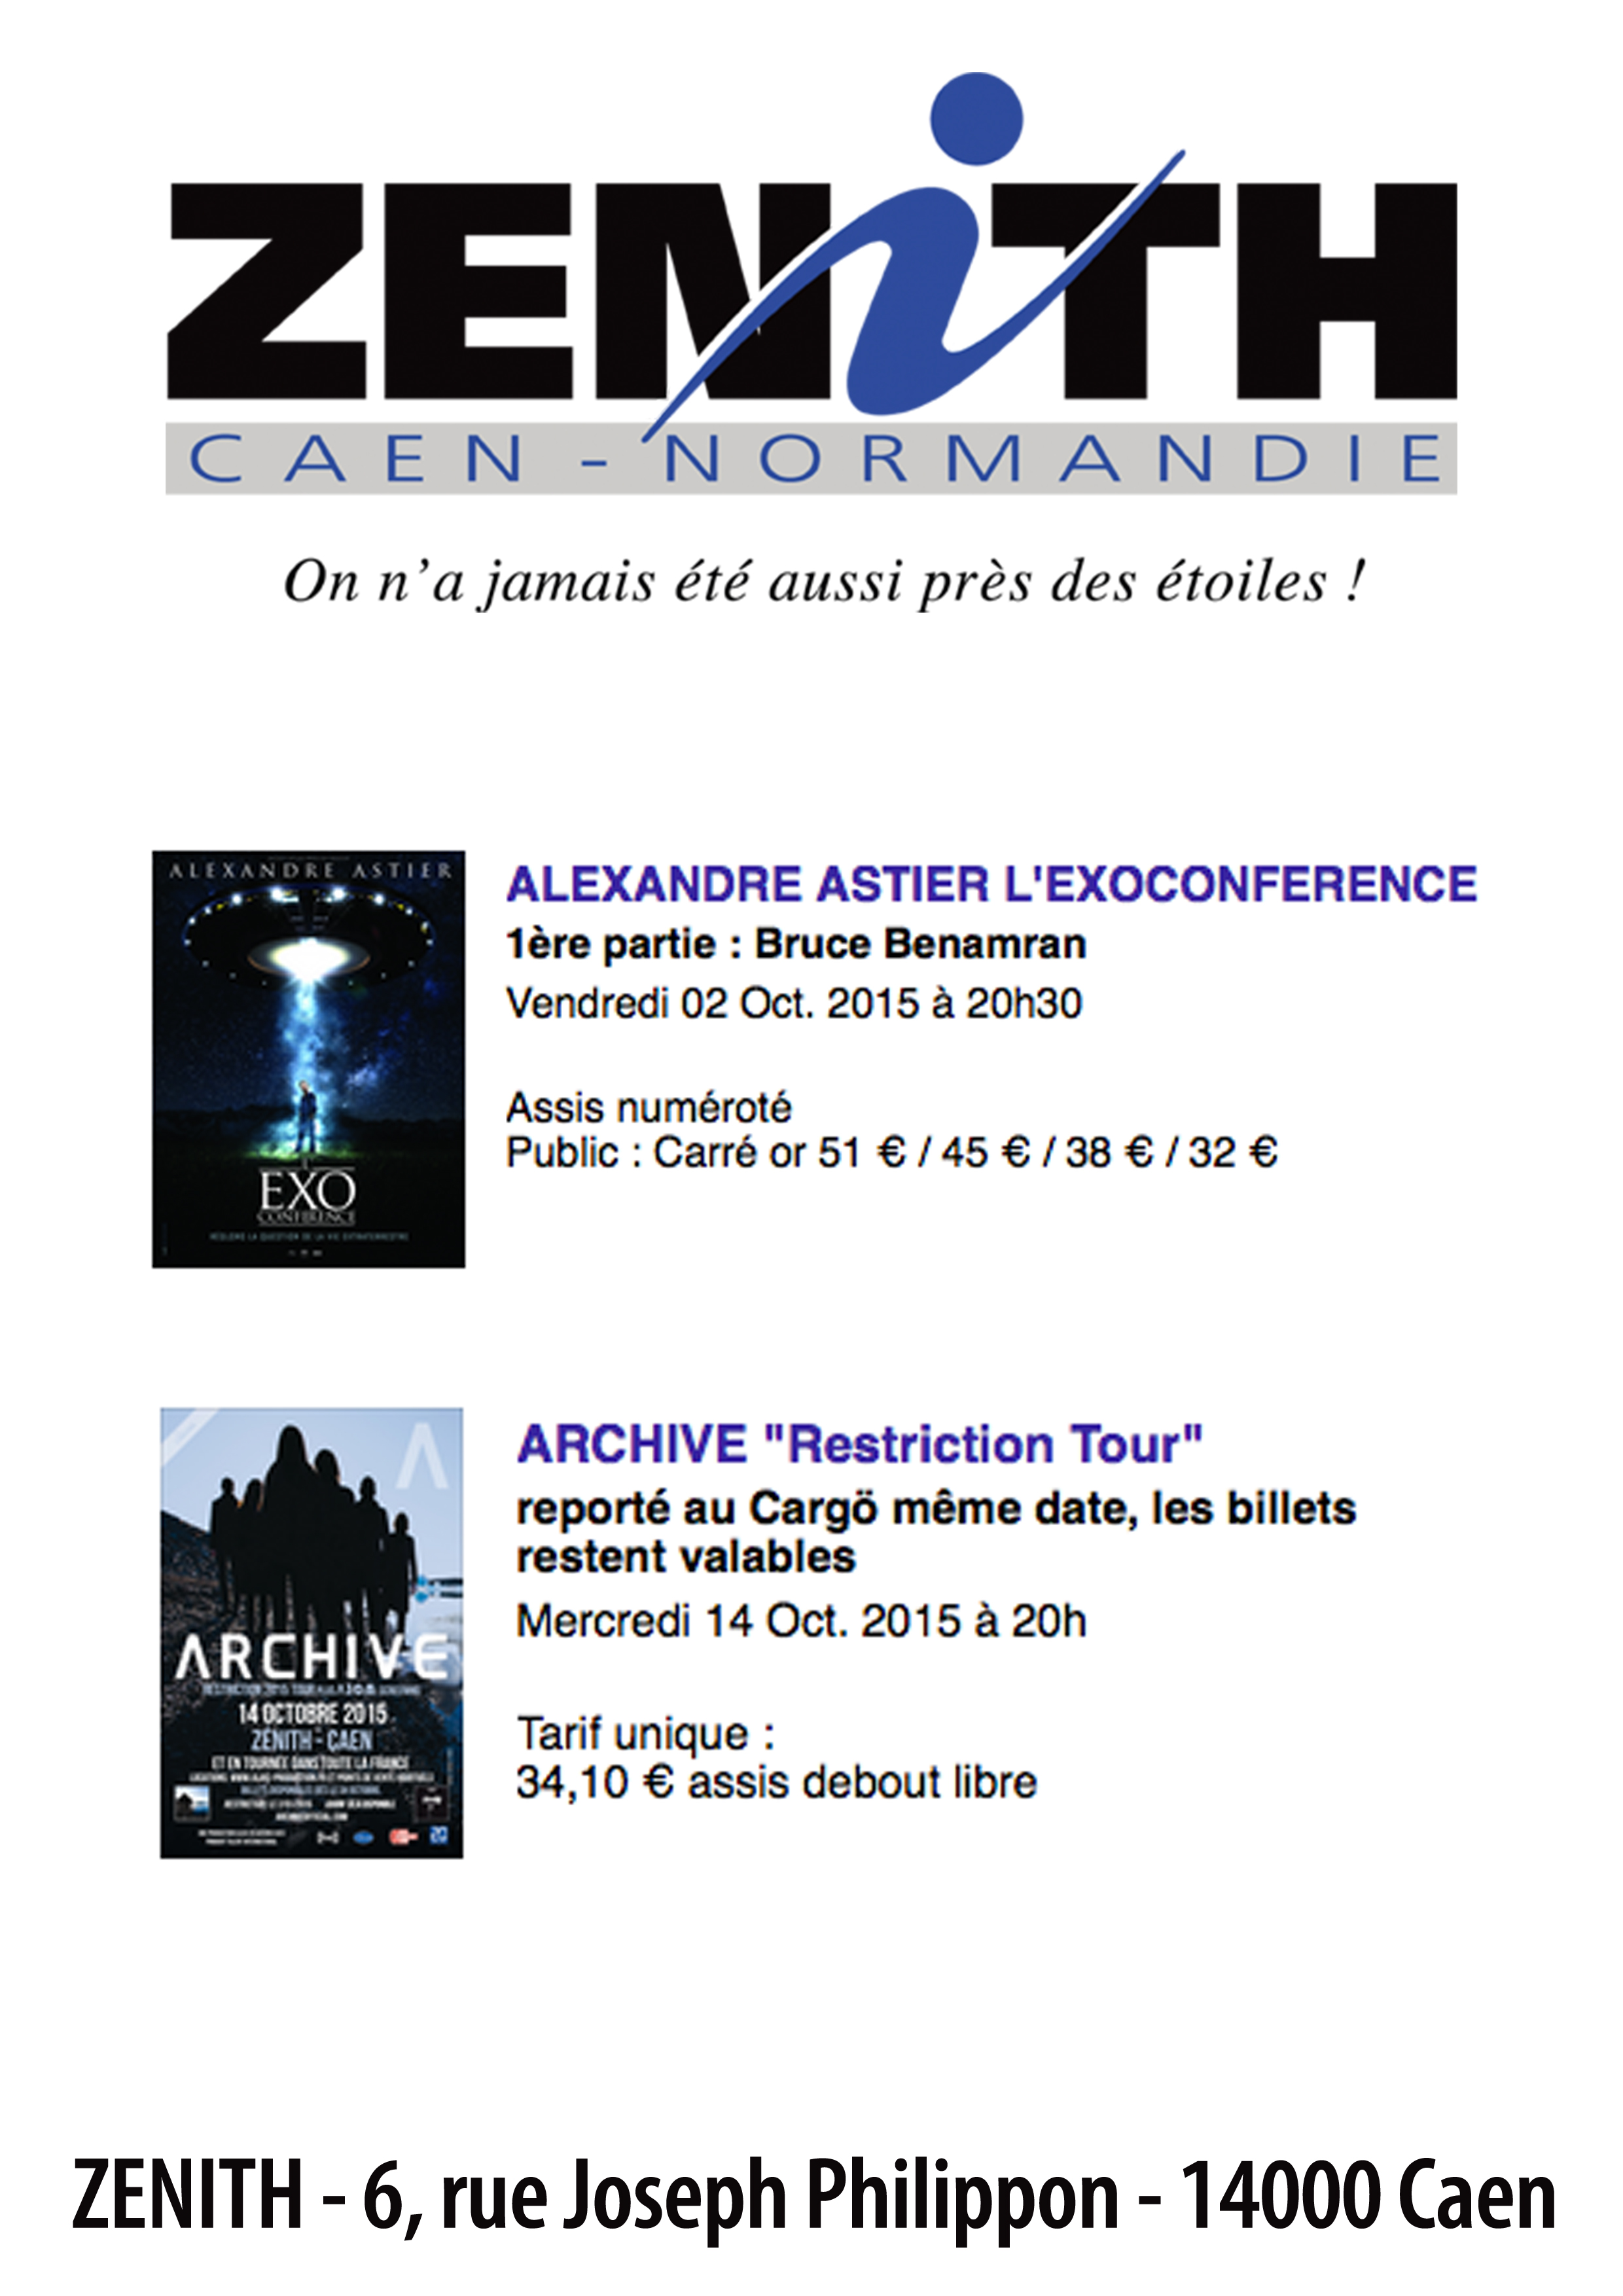 ZENiTH
CAEN - NORMANDIE
On n’a jamais été aussi près des étoiles !
ALEXANDRE ASTIER
EXO
CONFERENCE
ALEXANDRE ASTIER L'EXOCONFERENCE
1ère partie : Bruce Benamran
Vendredi 02 Oct. 2015 à 20h30
Assis numéroté
Public : Carré or 51 € / 45 € / 38 € / 32 €
ARCHIVE
14 OCTOBRE 2015
ZÉNITH - CAEN
ET EN TOURNÉE DANS TOUTE LA FRANCE
ARCHIVE "Restriction Tour"
reporté au Cargö même date, les billets
restent valables
Mercredi 14 Oct. 2015 à 20h
Tarif unique :
34,10 € assis debout libre
ZENITH - 6, rue Joseph Philippon - 14000 Caen